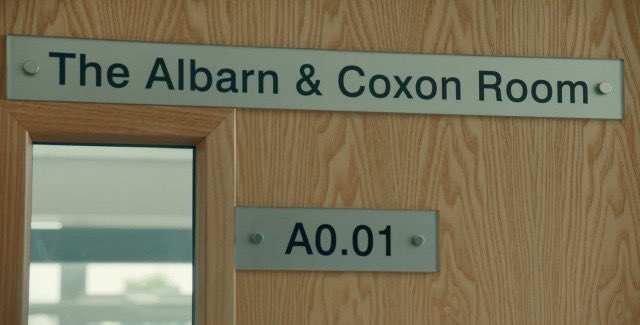 The Albarn & Coxon Room
A0.01